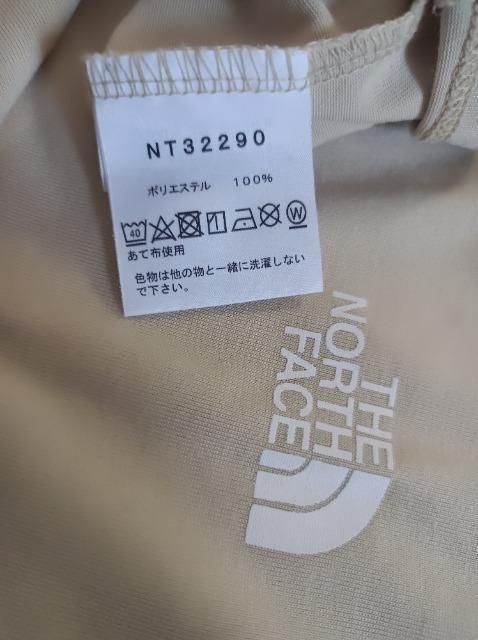 NT32290
ポリエステル 100%
40 W
あて布使用
色物は他の物と一緒に洗濯しない
で下さい。
THE
NORTH
FACE